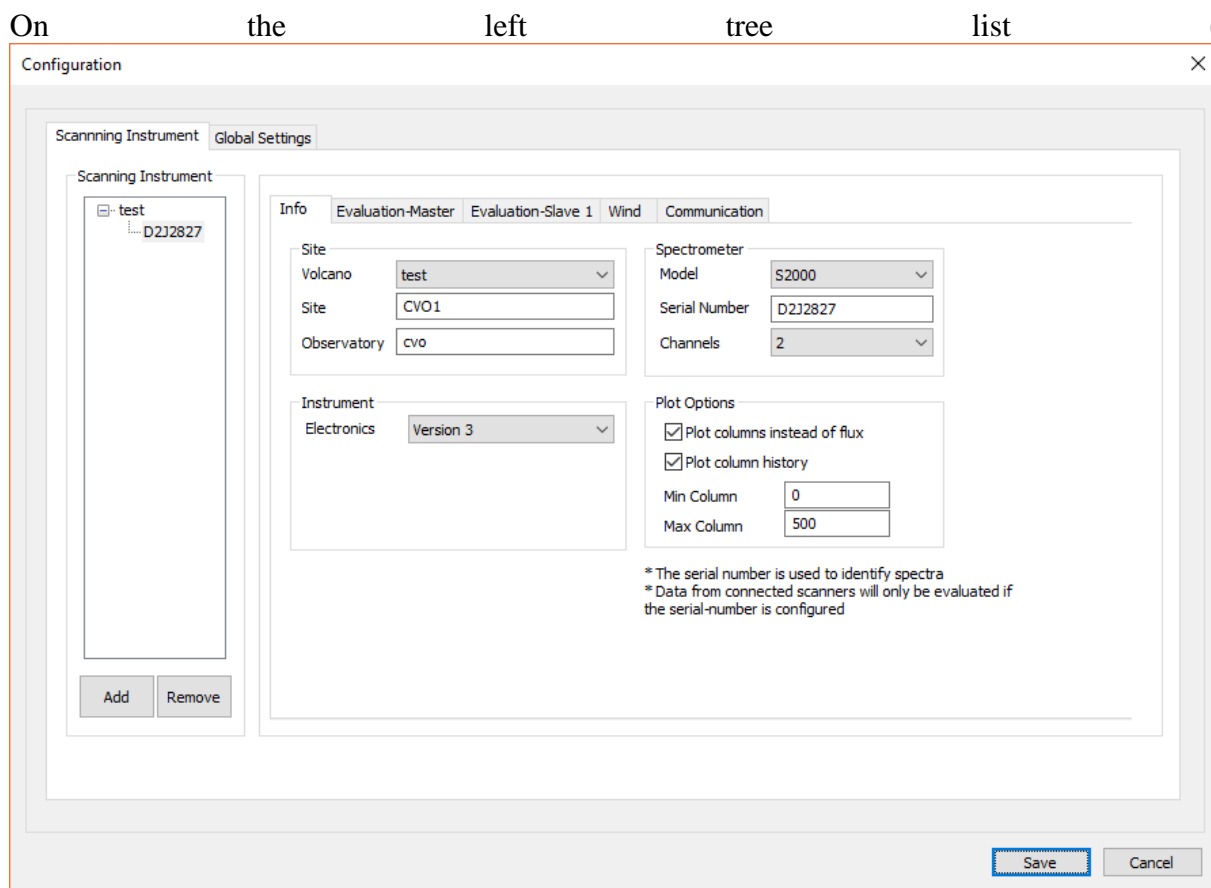 On the left tree list
Configuration
Scannning Instrument Global Settings
Scanning Instrument
test
D2J2827
Add Remove
Info Evaluation-Master Evaluation-Slave 1 Wind Communication
Site
Volcano test
Site CVO1
Observatory cvo
Spectrometer
Model S2000
Serial Number D2J2827
Channels 2
Instrument
Electronics Version 3
Plot Options
Plot columns instead of flux
Plot column history
Min Column 0
Max Column 500
* The serial number is used to identify spectra
* Data from connected scanners will only be evaluated if
the serial-number is configured
Save Cancel